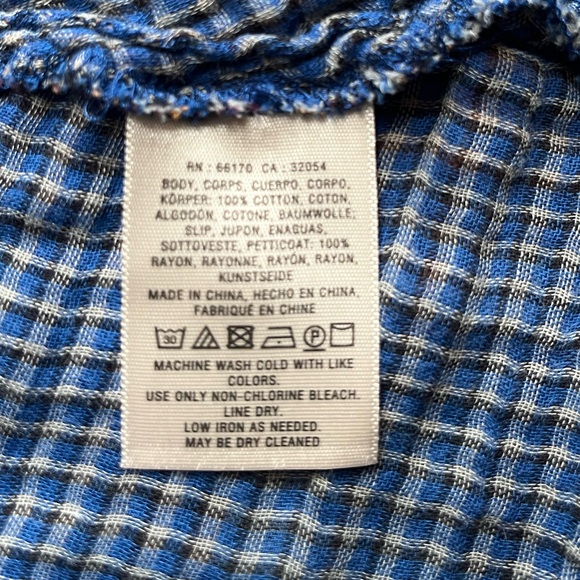 RN : 66170 CA : 32054
BODY, CORPS, CUERPO, CORPO,
KÖRPER: 100% COTTON, COTON,
ALGODÓN, COTONE, BAUMWOLLE;
SLIP, JUPON, ENAGUAS,
SOTTOVESTE, PETTICOAT: 100%
RAYON, RAYONNE, RAYÓN, RAYON,
KUNSTSEIDE
MADE IN CHINA, HECHO EN CHINA,
FABRIQUÉ EN CHINE
30 P
MACHINE WASH COLD WITH LIKE
COLORS.
USE ONLY NON-CHLORINE BLEACH.
LINE DRY.
LOW IRON AS NEEDED.
MAY BE DRY CLEANED